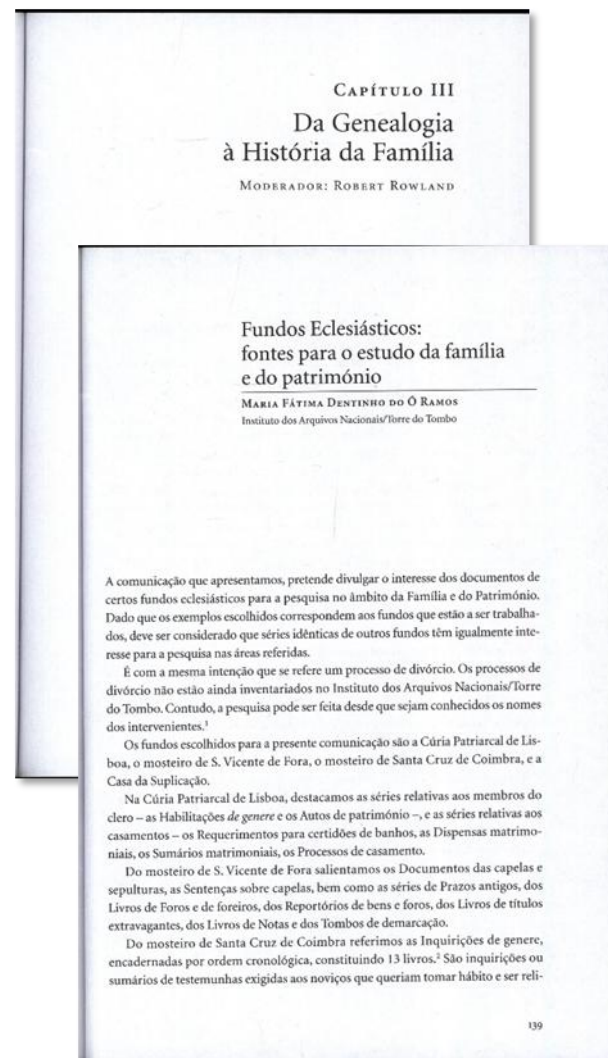 CAPÍTULO III
Da Genealogia
à História da Família
MODERADOR: ROBERT ROWLAND
Fundos Eclesiásticos:
fontes para o estudo da família
e do património
MARIA FÁTIMA DENTINHO DO Ó RAMOS
Instituto dos Arquivos Nacionais/Torre do Tombo
A comunicação que apresentamos, pretende divulgar o interesse dos documentos de
certos fundos eclesiásticos para a pesquisa no âmbito da Família e do Património.
Dado que os exemplos escolhidos correspondem aos fundos que estão a ser trabalha-
dos, deve ser considerado que séries idênticas de outros fundos têm igualmente inte-
resse para a pesquisa nas áreas referidas.
É com a mesma intenção que se refere um processo de divórcio. Os processos de
divórcio não estão ainda inventariados no Instituto dos Arquivos Nacionais/Torre
do Tombo. Contudo, a pesquisa pode ser feita desde que sejam conhecidos os nomes
dos intervenientes.¹
Os fundos escolhidos para a presente comunicação são a Cúria Patriarcal de Lis-
boa, o mosteiro de S. Vicente de Fora, o mosteiro de Santa Cruz de Coimbra, e a
Casa da Suplicação.
Na Cúria Patriarcal de Lisboa, destacamos as séries relativas aos membros do
clero – as Habilitações de genere e os Autos de património –, e as séries relativas aos
casamentos – os Requerimentos para certidões de banhos, as Dispensas matrimo-
niais, os Sumários matrimoniais, os Processos de casamento.
Do mosteiro de S. Vicente de Fora salientamos os Documentos das capelas e
sepulturas, as Sentenças sobre capelas, bem como as séries de Prazos antigos, dos
Livros de Foros e de foreiros, dos Reportórios de bens e foros, dos Livros de títulos
extravagantes, dos Livros de Notas e dos Tombos de demarcação.
Do mosteiro de Santa Cruz de Coimbra referimos as Inquirições de genere,
encadernadas por ordem cronológica, constituindo 13 livros.² São inquirições ou
sumários de testemunhas exigidas aos noviços que queriam tomar hábito e ser reli-
139